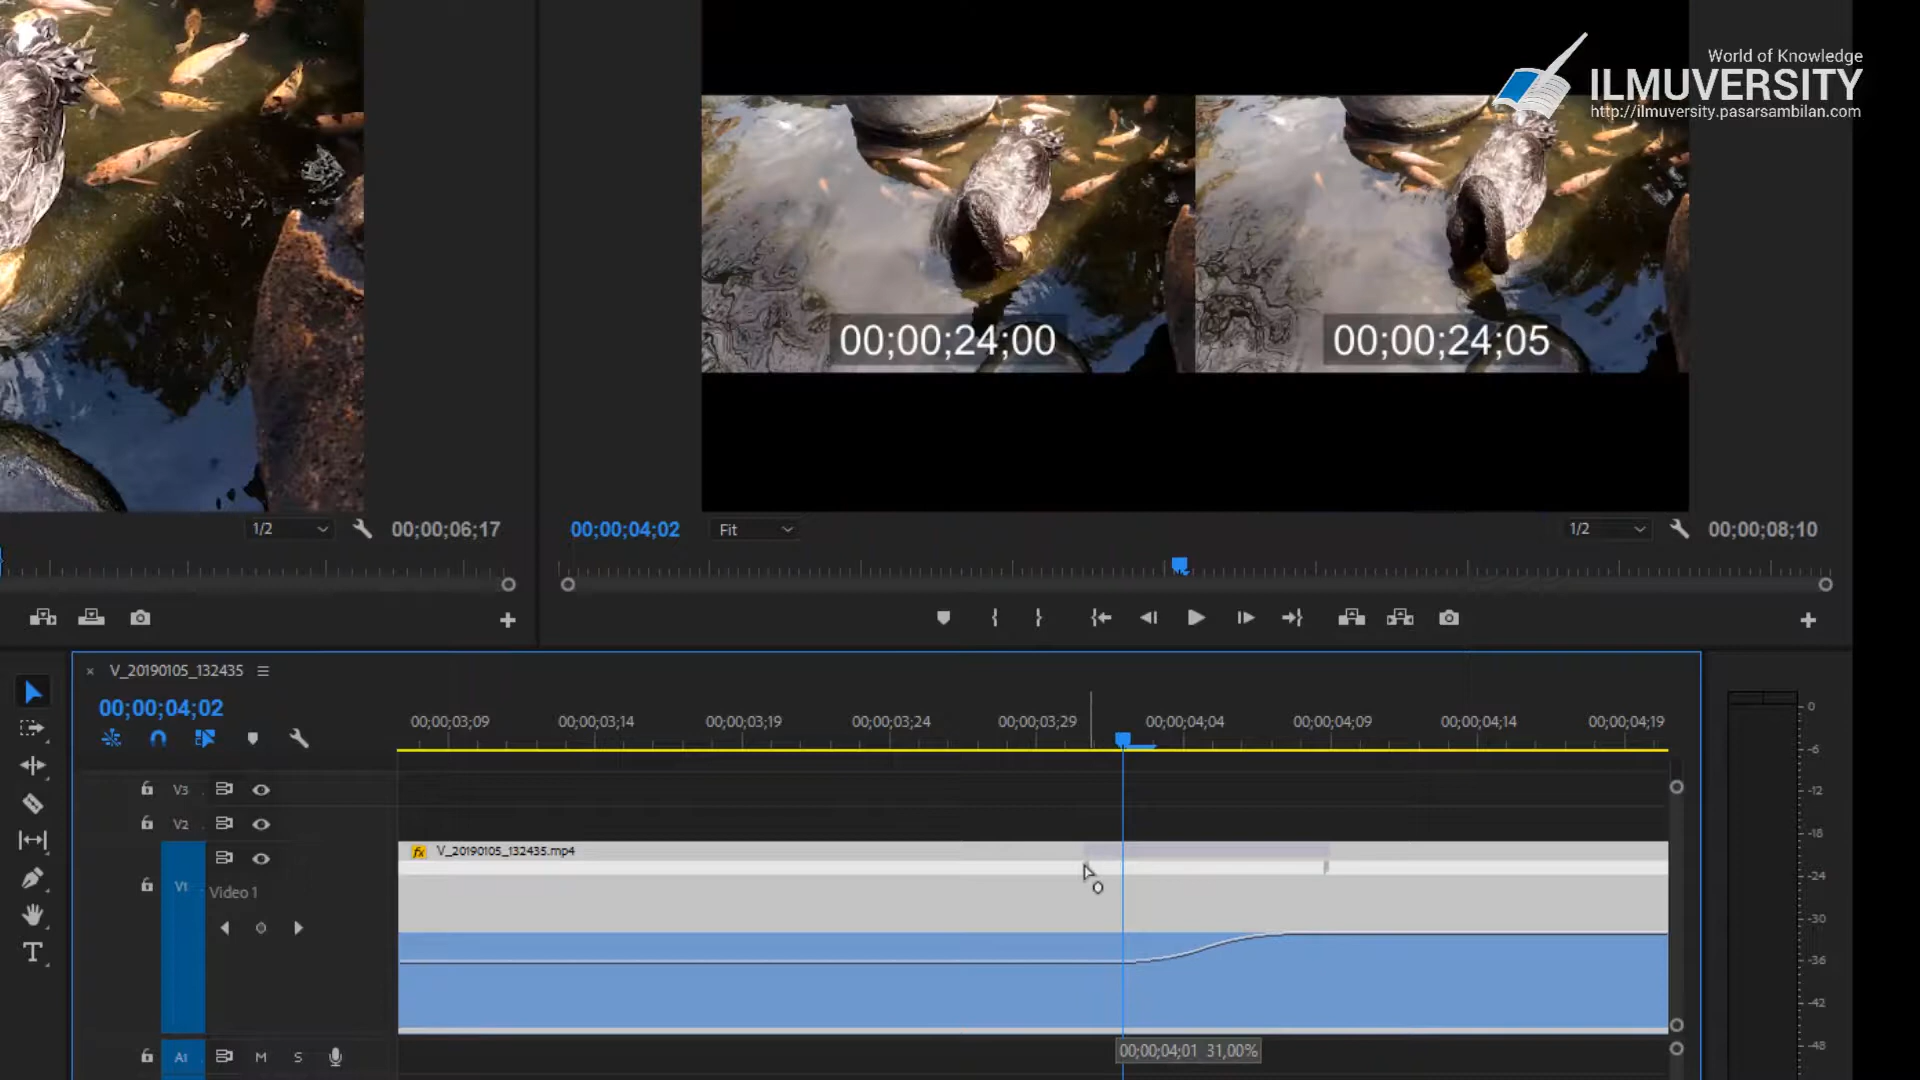 World of Knowledge
ILMUVERSITY
http://ilmuversity.pasarsambilan.com
00;00;24;00
00;00;24;05
1/2
00;00;06;17
00;00;04;02
Fit
1/2
00;00;08;10
V_20190105_132435
00;00;04;02
00;00;03;09
00;00;03;14
00;00;03;19
00;00;03;24
00;00;03;29
00;00;04;04
00;00;04;09
00;00;04;14
00;00;04;19
0
-6
-12
-18
-24
-30
-36
-42
-48
V3
V2
fx V_20190105_132435.mp4
V1
Video 1
A1
M
S
00;00;04;01 31,00%